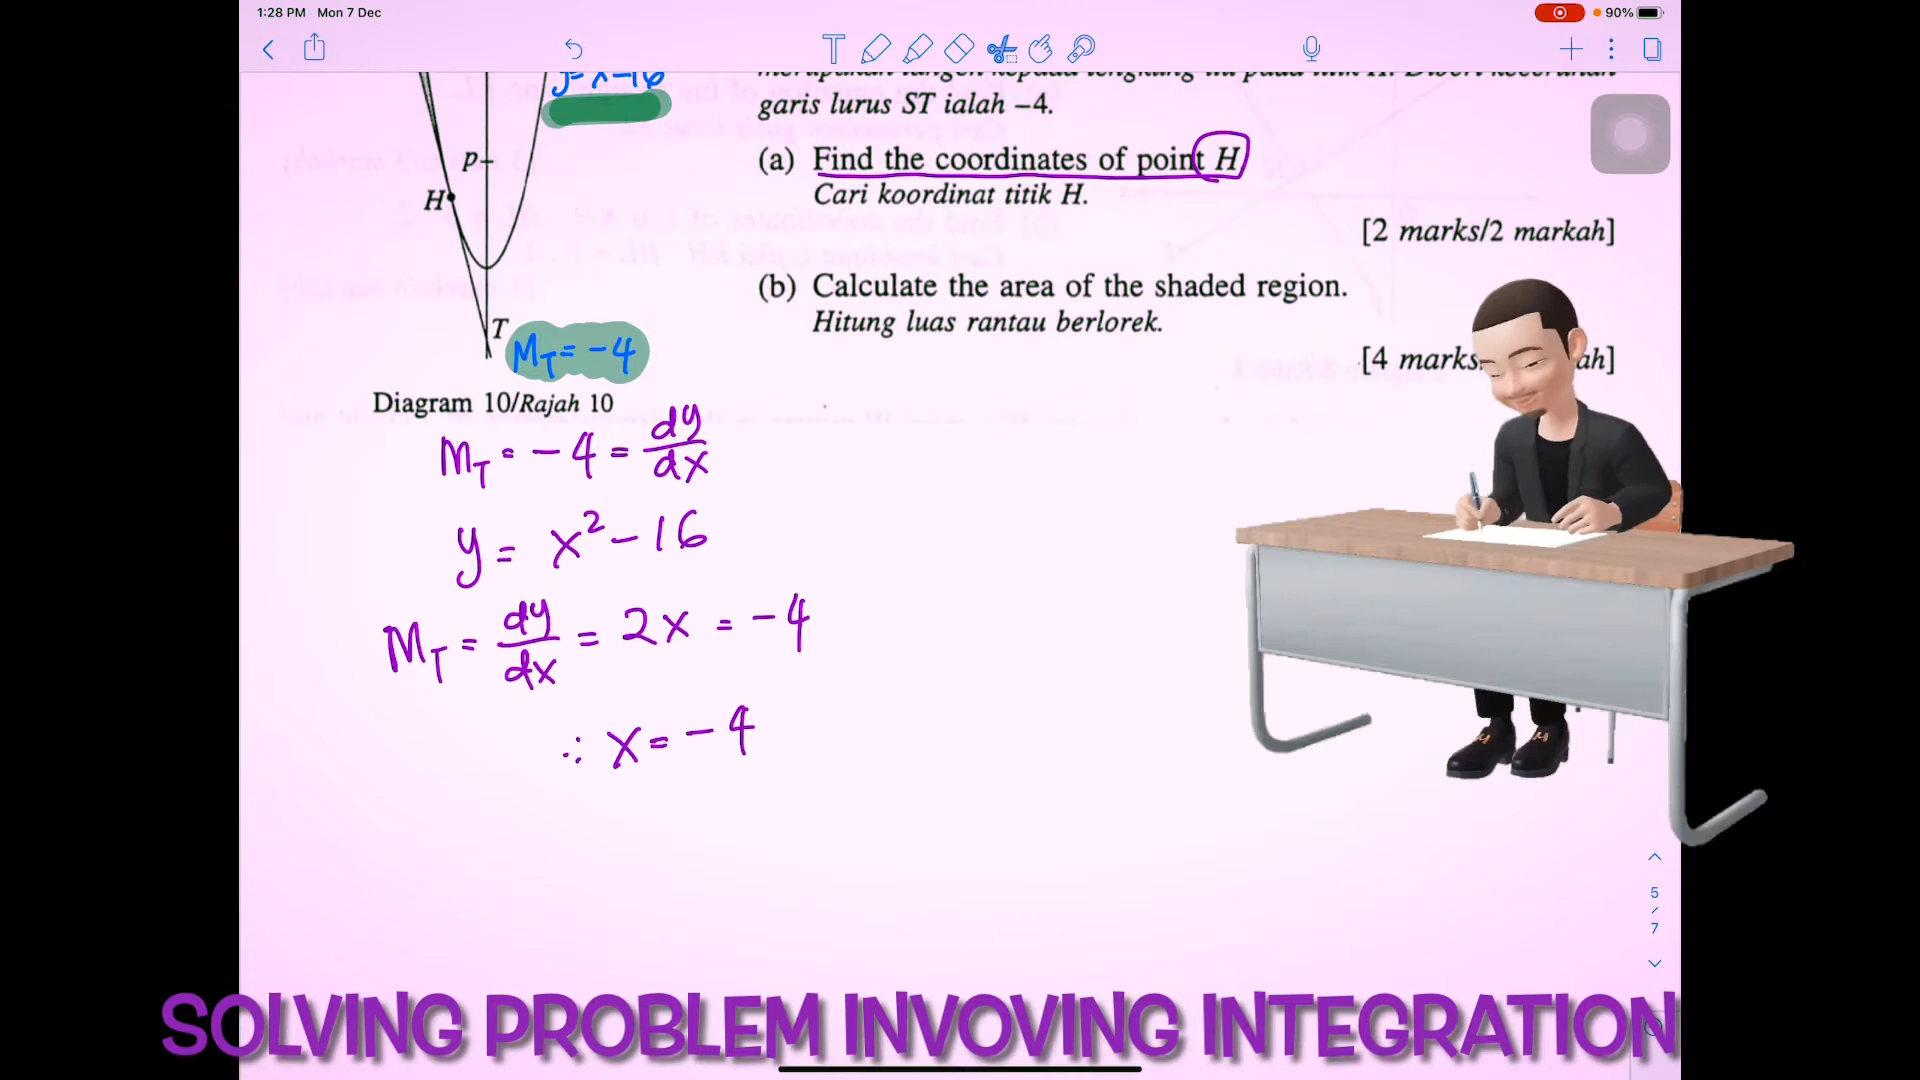 1:28 PM Mon 7 Dec
90%
garis lurus ST ialah −4.
P
(a) Find the coordinates of point H
H
Cari koordinat titik H.
[2 marks/2 markah]
(b) Calculate the area of the shaded region.
Hitung luas rantau berlorek.
T
M_T = −4
[4 marks
ah]
Diagram 10/Rajah 10
M_T = −4 = dy/dx
y = x² − 16
M_T = dy/dx = 2x = −4
∴ x = −4
5
/
7
SOLVING PROBLEM INVOVING INTEGRATION